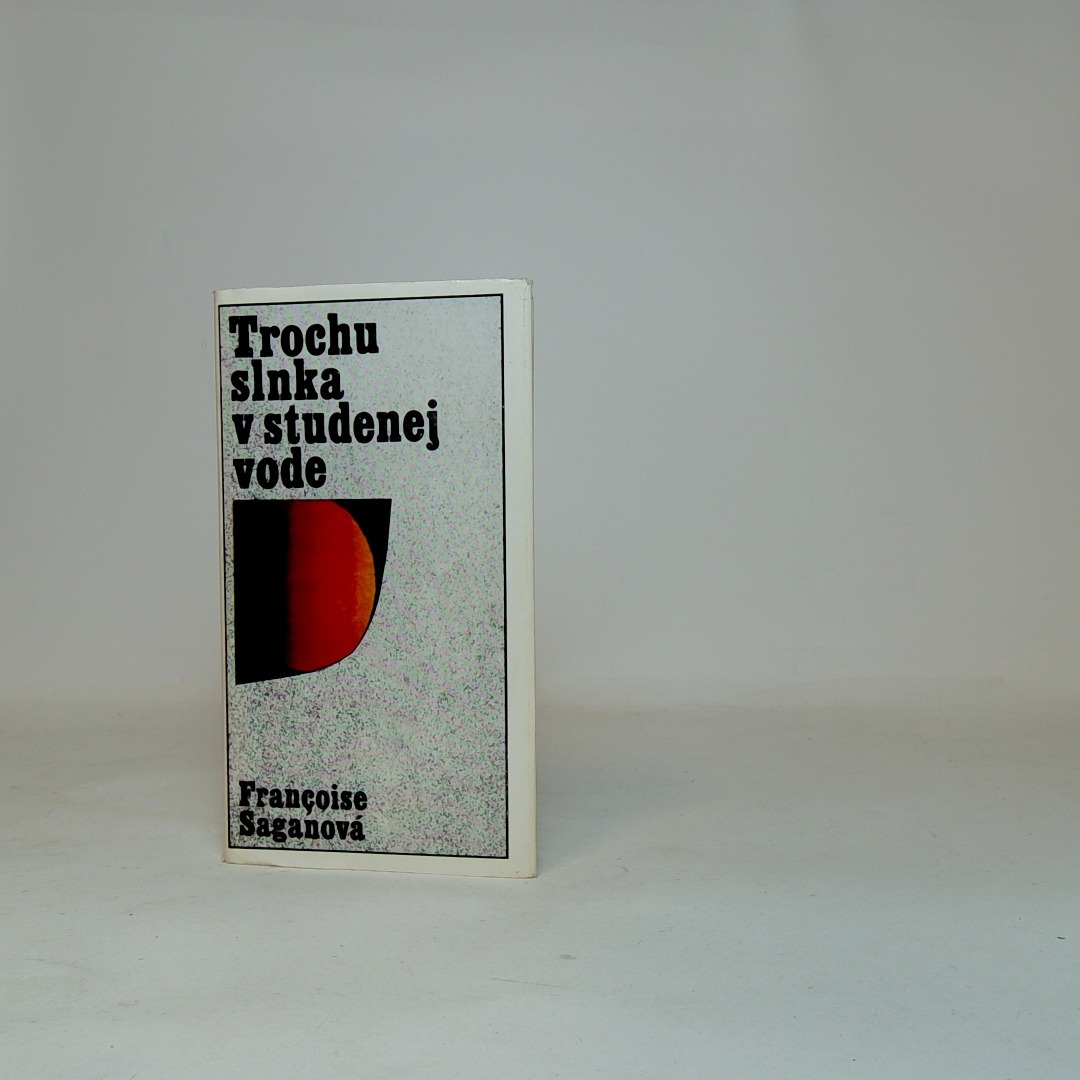 Trochu
slnka
v studenej
vode
Françoise
Saganová